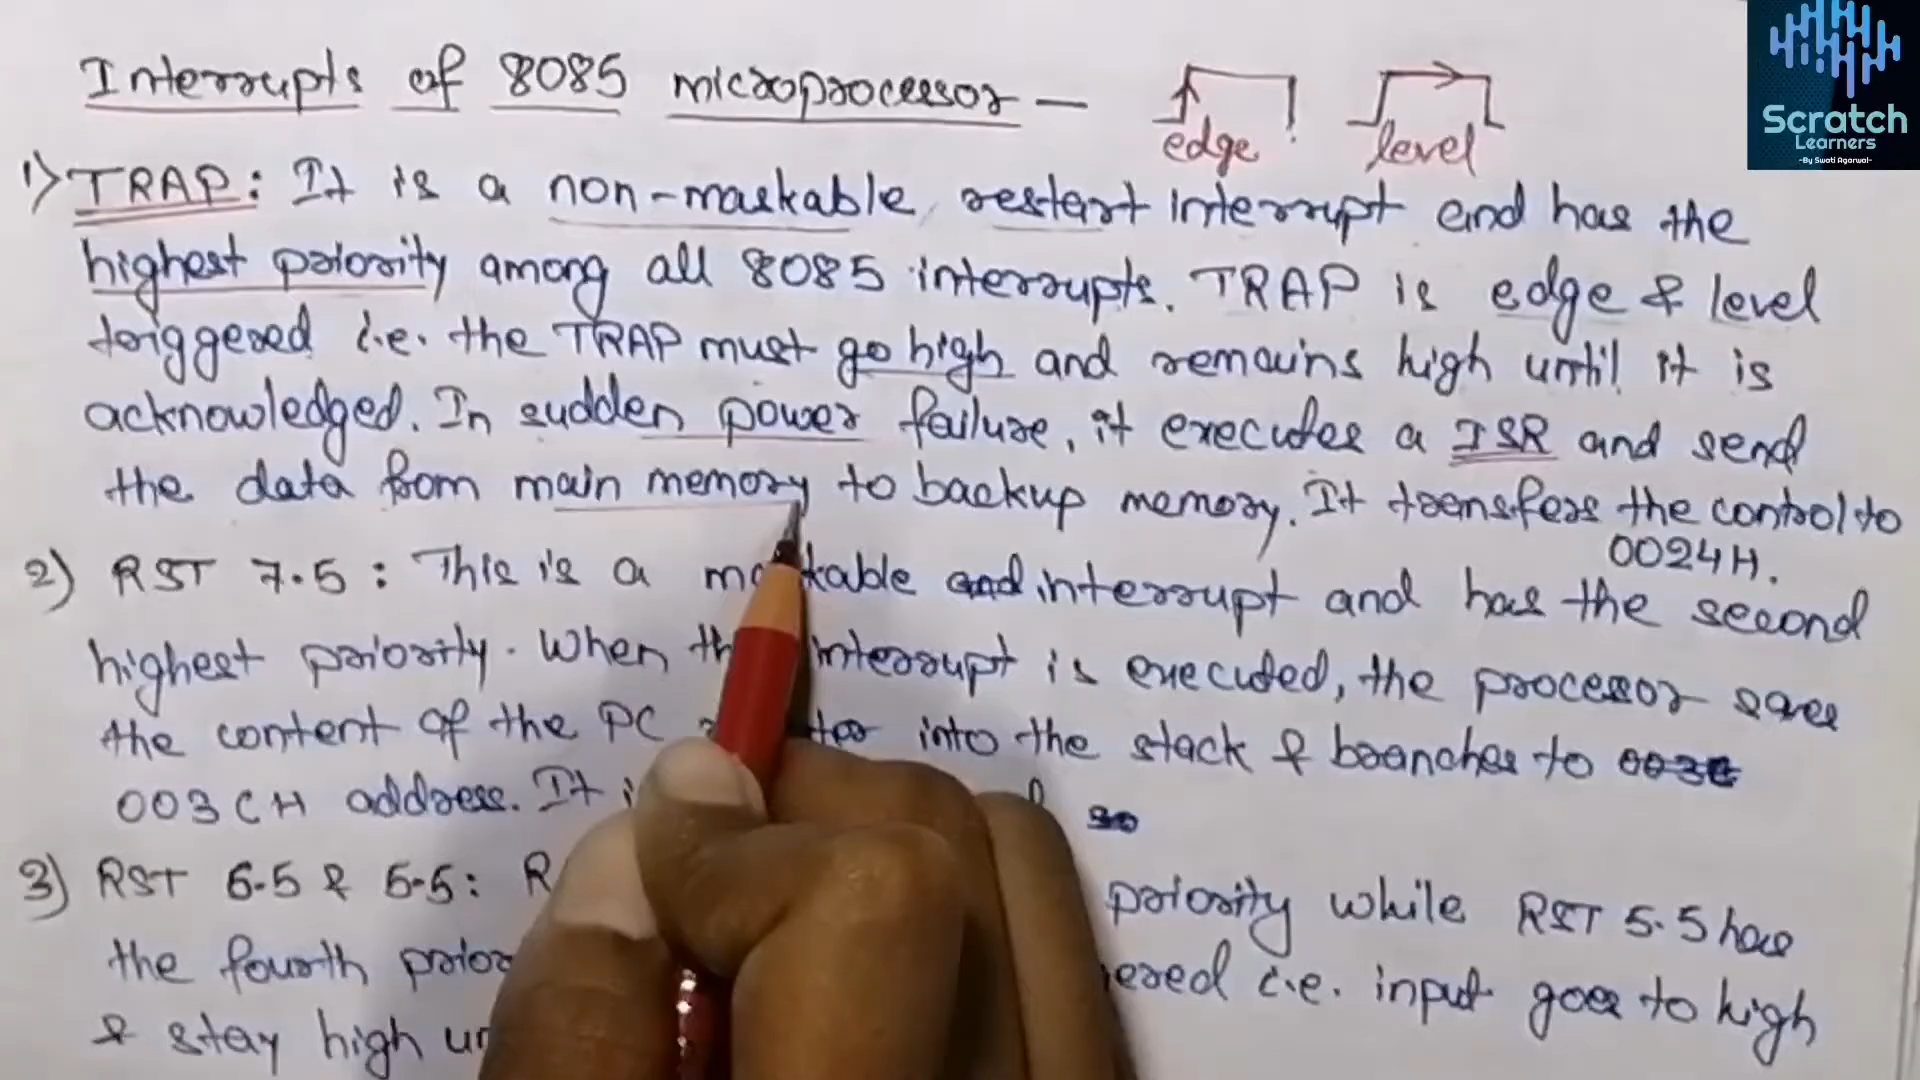 Interrupts of 8085 microprocessor —
edge level
Scratch
Learners
-By Swati Agarwal-
1) TRAP: It is a non-maskable, restart interrupt and has the
highest priority among all 8085 interrupts. TRAP is edge & level
triggered i.e. the TRAP must go high and remains high until it is
acknowledged. In sudden power failure, it executes a ISR and send
the data from main memory to backup memory. It transfers the control to
0024H.
2) RST 7.5: This is a maskable and interrupt and has the second
highest priority. When the interrupt is executed, the processor saves
the content of the PC into the stack & branches to
003CH address. It
3) RST 6.5 & 5.5: R priority while RST 5.5 has
the fourth i.e. input goes to high
& stay high